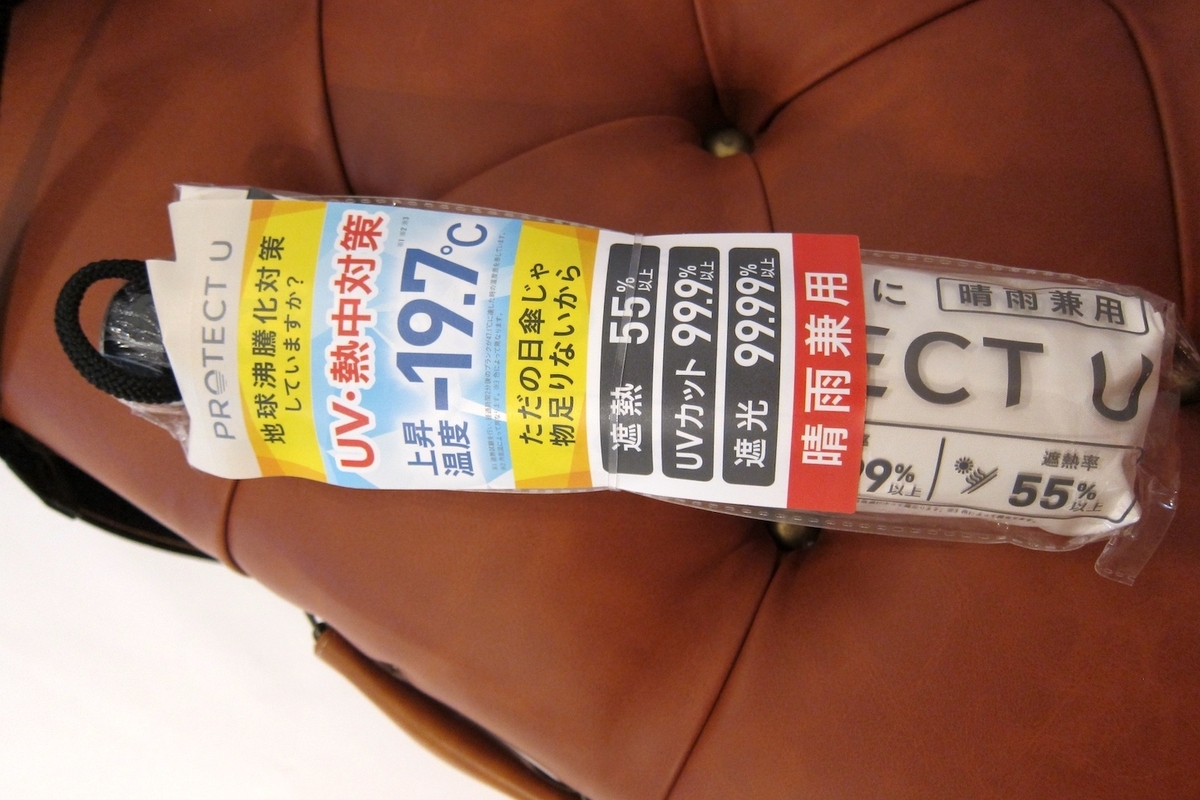 PROTECT U
地球沸騰化対策
していますか?
UV・熱中対策
※1 ※2 ※3
上昇
温度
-19.7℃
ただの日傘じゃ
物足りないから
遮熱 55%以上
UVカット 99.9%以上
遮光 99.99%以上
晴雨兼用
に
晴雨兼用
ECT U
99%以上
遮熱率
55%以上